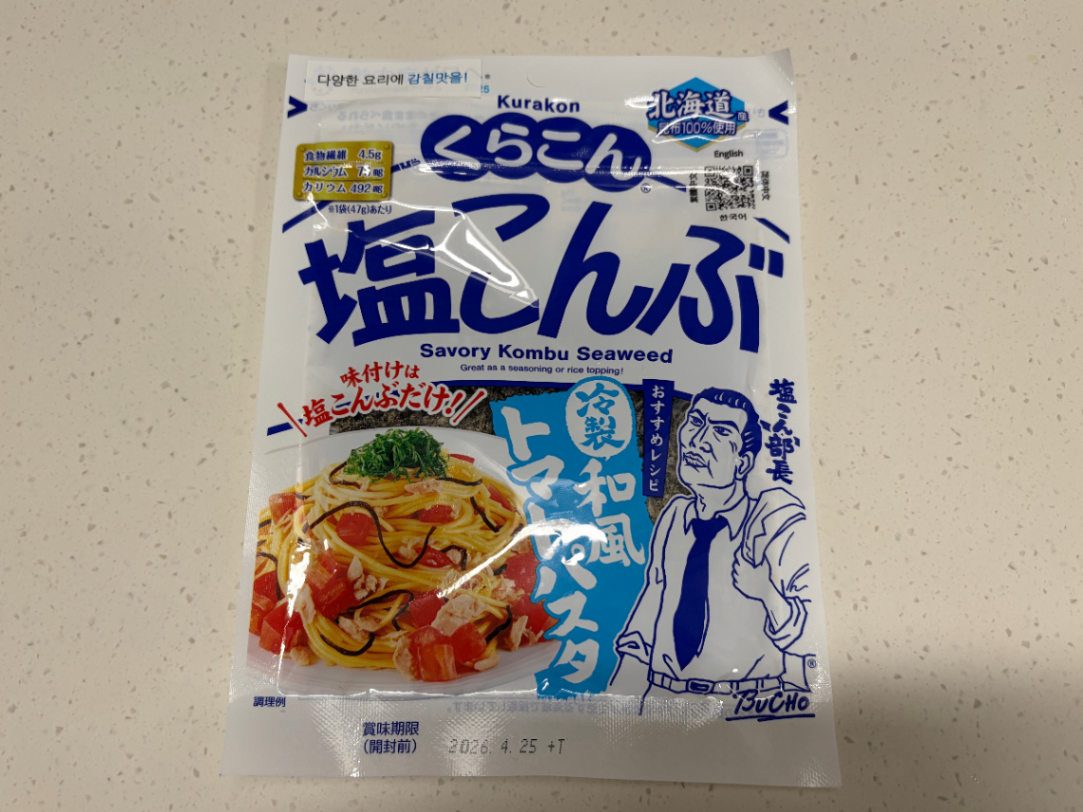 다양한 요리에 감칠맛을!
Kurakon
くらこん®
北海道産
昆布100%使用
食物繊維 4.5g
カルシウム 75mg
カリウム 492mg
※1袋(47g)あたり
English
한국어
塩こんぶ
Savory Kombu Seaweed
Great as a seasoning or rice topping!
味付けは
塩こんぶだけ!
おすすめレシピ
冷製
和風
トマトパスタ
塩こん部長
®
BUCHO
調理例
賞味期限
(開封前)
2026.4.25 +T